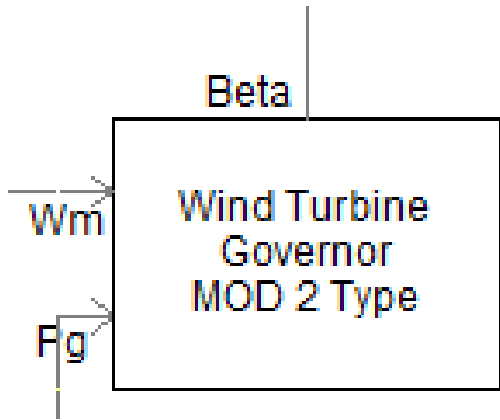 Beta
Wm
Wind Turbine
Governor
MOD 2 Type
Pg